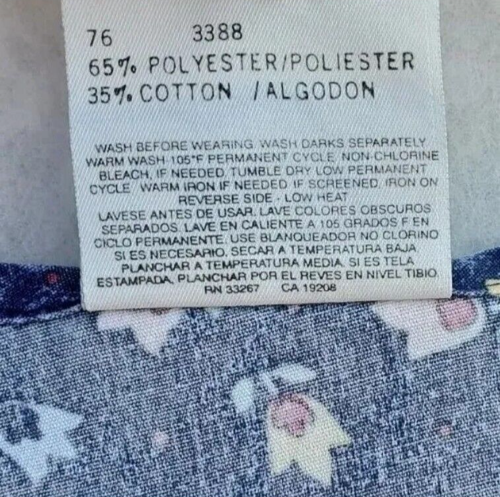 76 3388
65% POLYESTER/POLIESTER
35% COTTON /ALGODON
WASH BEFORE WEARING. WASH DARKS SEPARATELY
WARM WASH-105°F PERMANENT CYCLE, NON-CHLORINE
BLEACH, IF NEEDED, TUMBLE DRY LOW PERMANENT
CYCLE WARM IRON IF NEEDED IF SCREENED, IRON ON
REVERSE SIDE - LOW HEAT
LAVESE ANTES DE USAR. LAVE COLORES OBSCUROS
SEPARADOS. LAVE EN CALIENTE A 105 GRADOS F EN
CICLO PERMANENTE, USE BLANQUEADOR NO CLORINO
SI ES NECESARIO, SECAR A TEMPERATURA BAJA
PLANCHAR A TEMPERATURA MEDIA, SI ES TELA
ESTAMPADA, PLANCHAR POR EL REVES EN NIVEL TIBIO.
RN 33267 CA 19208